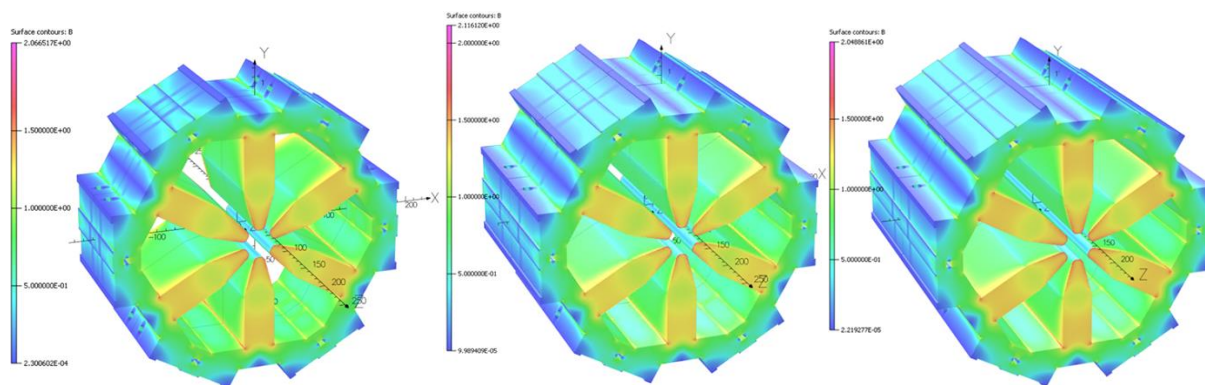 Surface contours: B
2.066517E+00
1.500000E+00
1.000000E+00
5.000000E-01
2.300602E-04
Y
X
200
-100
50
100
150
200
250
Z
Surface contours: B
2.116120E+00
2.000000E+00
1.500000E+00
1.000000E+00
5.000000E-01
9.989409E-05
Y
X
50
150
200
250
Z
Surface contours: B
2.048861E+00
1.500000E+00
1.000000E+00
5.000000E-01
2.219277E-05
Y
150
200
Z